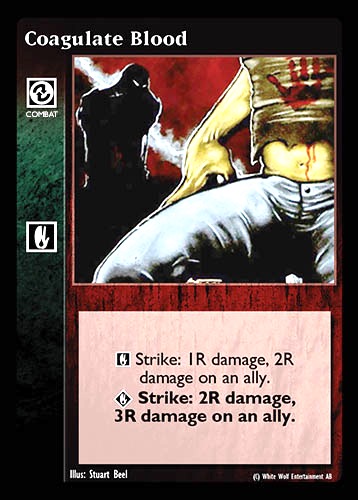 Coagulate Blood
COMBAT
Strike: 1R damage, 2R
damage on an ally.
Strike: 2R damage,
3R damage on an ally.
Illus: Stuart Beel
(C) White Wolf Entertainment AB